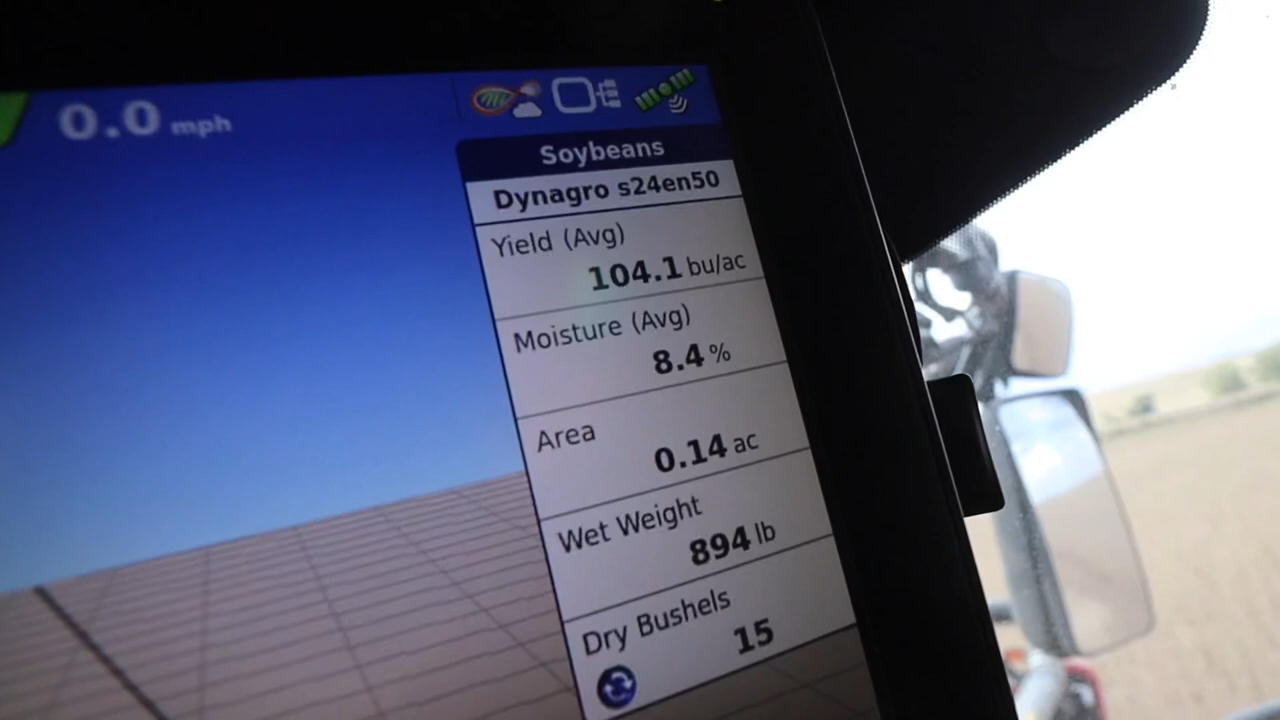 0.0 mph
Soybeans
Dynagro s24en50
Yield (Avg)
104.1 bu/ac
Moisture (Avg)
8.4 %
Area
0.14 ac
Wet Weight
894 lb
Dry Bushels
15